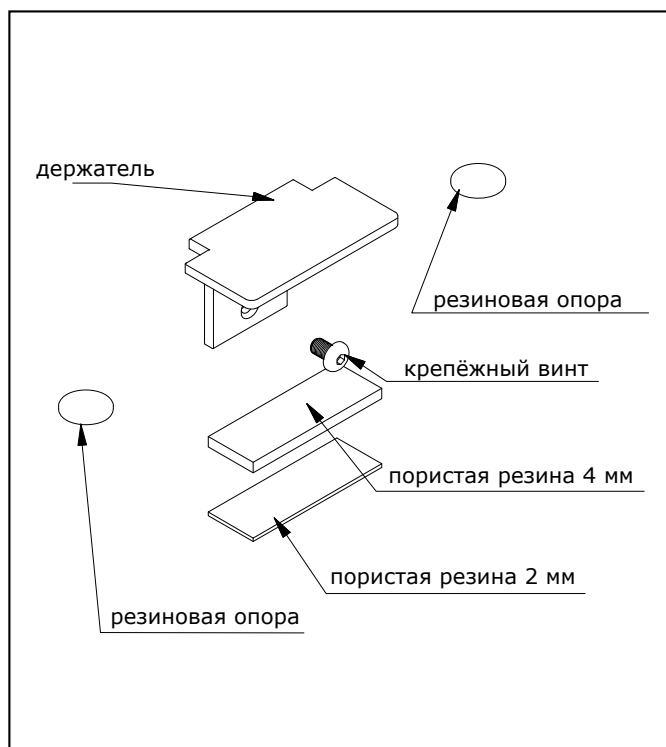 держатель
резиновая опора
крепёжный винт
пористая резина 4 мм
пористая резина 2 мм
резиновая опора